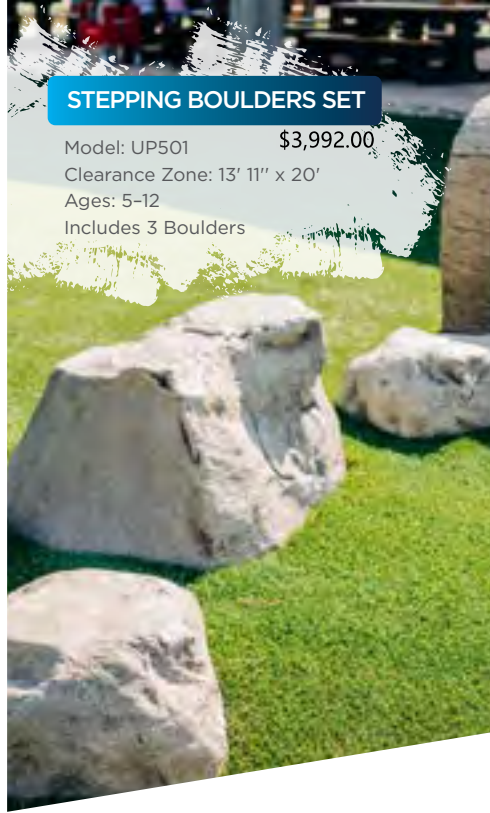 STEPPING BOULDERS SET
Model: UP501 $3,992.00
Clearance Zone: 13' 11'' x 20'
Ages: 5–12
Includes 3 Boulders